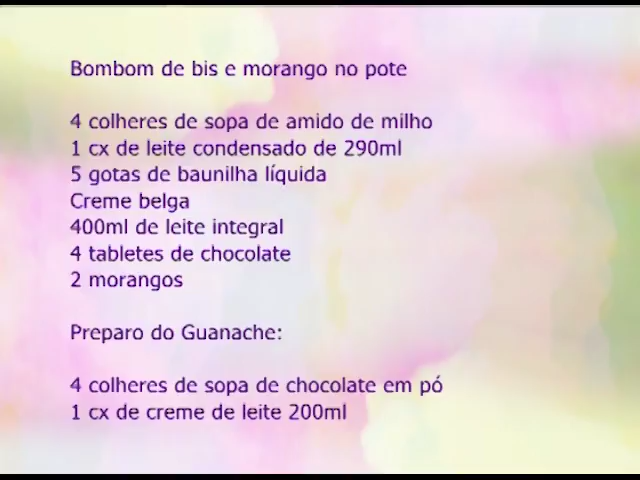 Bombom de bis e morango no pote
4 colheres de sopa de amido de milho
1 cx de leite condensado de 290ml
5 gotas de baunilha líquida
Creme belga
400ml de leite integral
4 tabletes de chocolate
2 morangos
Preparo do Guanache:
4 colheres de sopa de chocolate em pó
1 cx de creme de leite 200ml